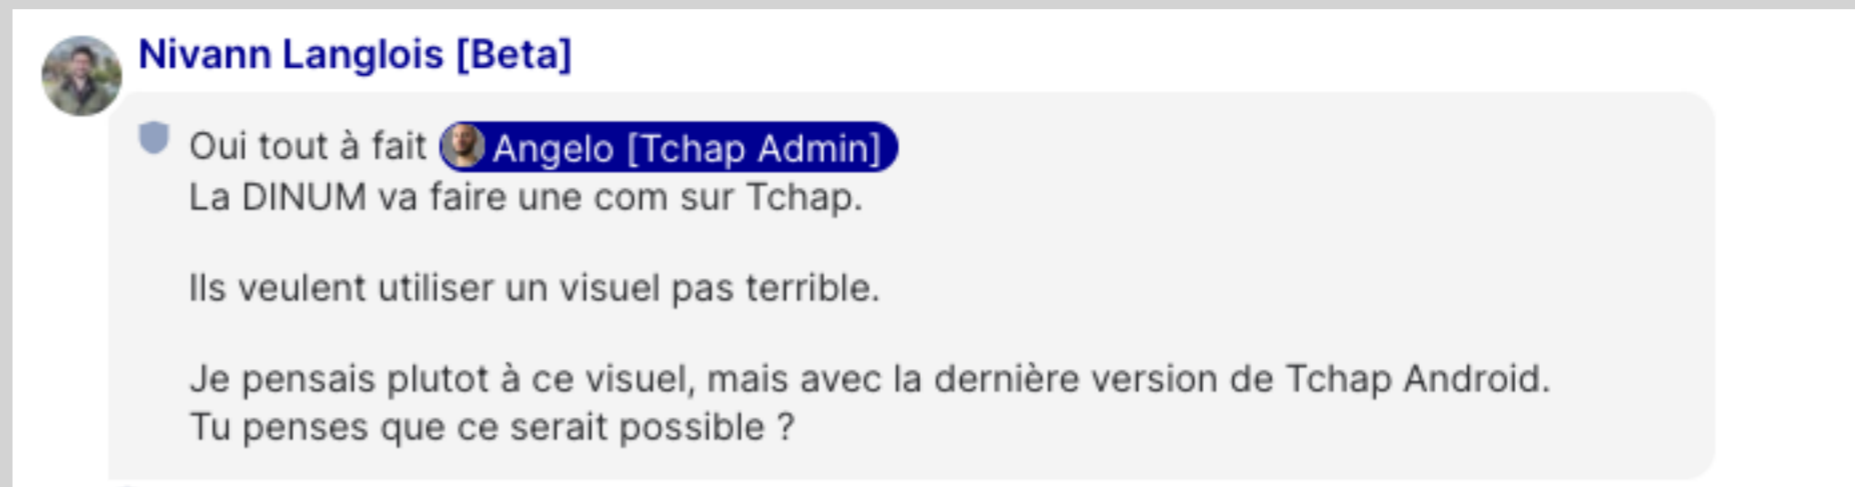 Nivann Langlois [Beta]
Oui tout à fait Angelo [Tchap Admin]
La DINUM va faire une com sur Tchap.
Ils veulent utiliser un visuel pas terrible.
Je pensais plutot à ce visuel, mais avec la dernière version de Tchap Android.
Tu penses que ce serait possible ?